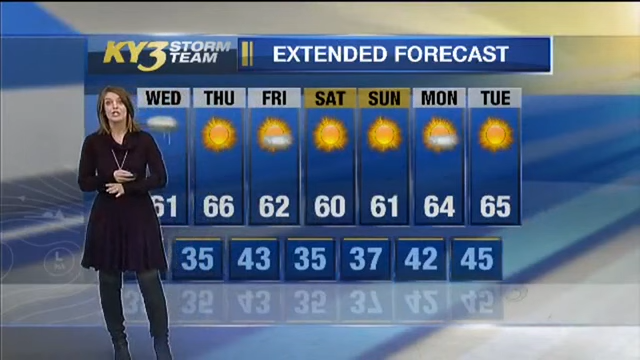 KY3 STORM TEAM EXTENDED FORECAST
WED THU FRI SAT SUN MON TUE
61 66 62 60 61 64 65
35 43 35 37 42 45